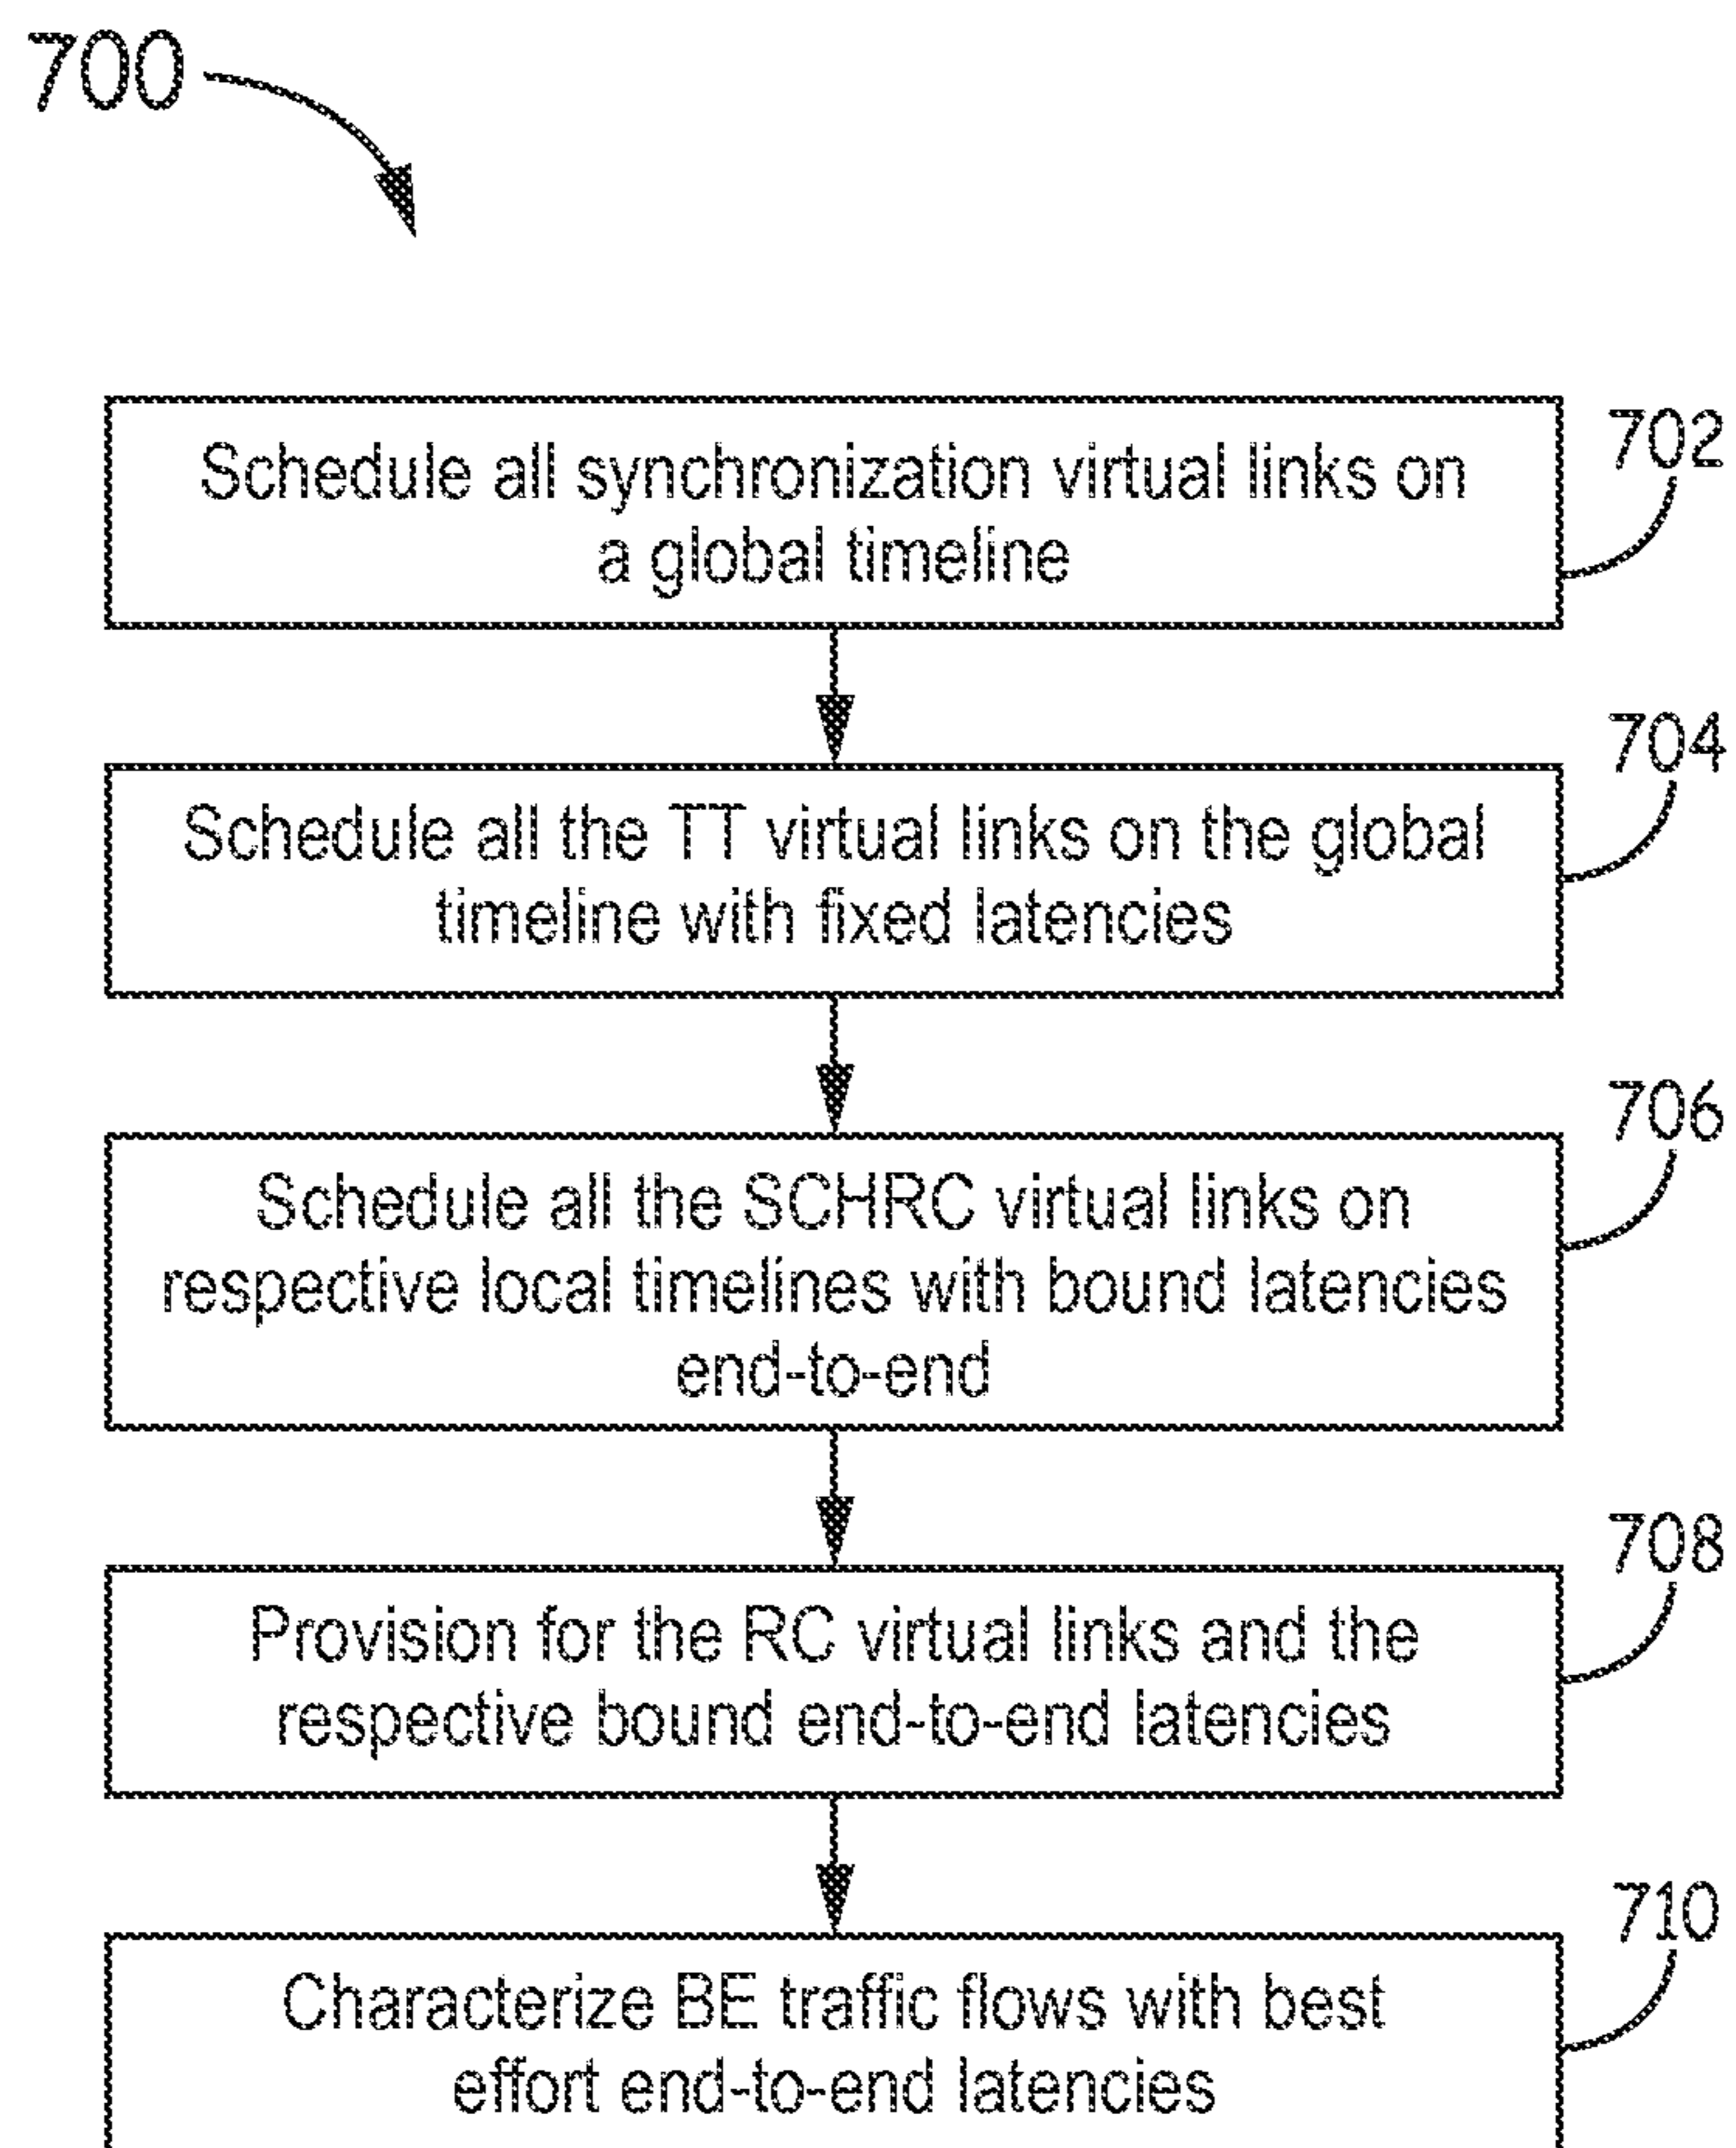 700
702
Schedule all synchronization virtual links on
a global timeline
704
Schedule all the TT virtual links on the global
timeline with fixed latencies
706
Schedule all the SCHRC virtual links on
respective local timelines with bound latencies
end-to-end
708
Provision for the RC virtual links and the
respective bound end-to-end latencies
710
Characterize BE traffic flows with best
effort end-to-end latencies